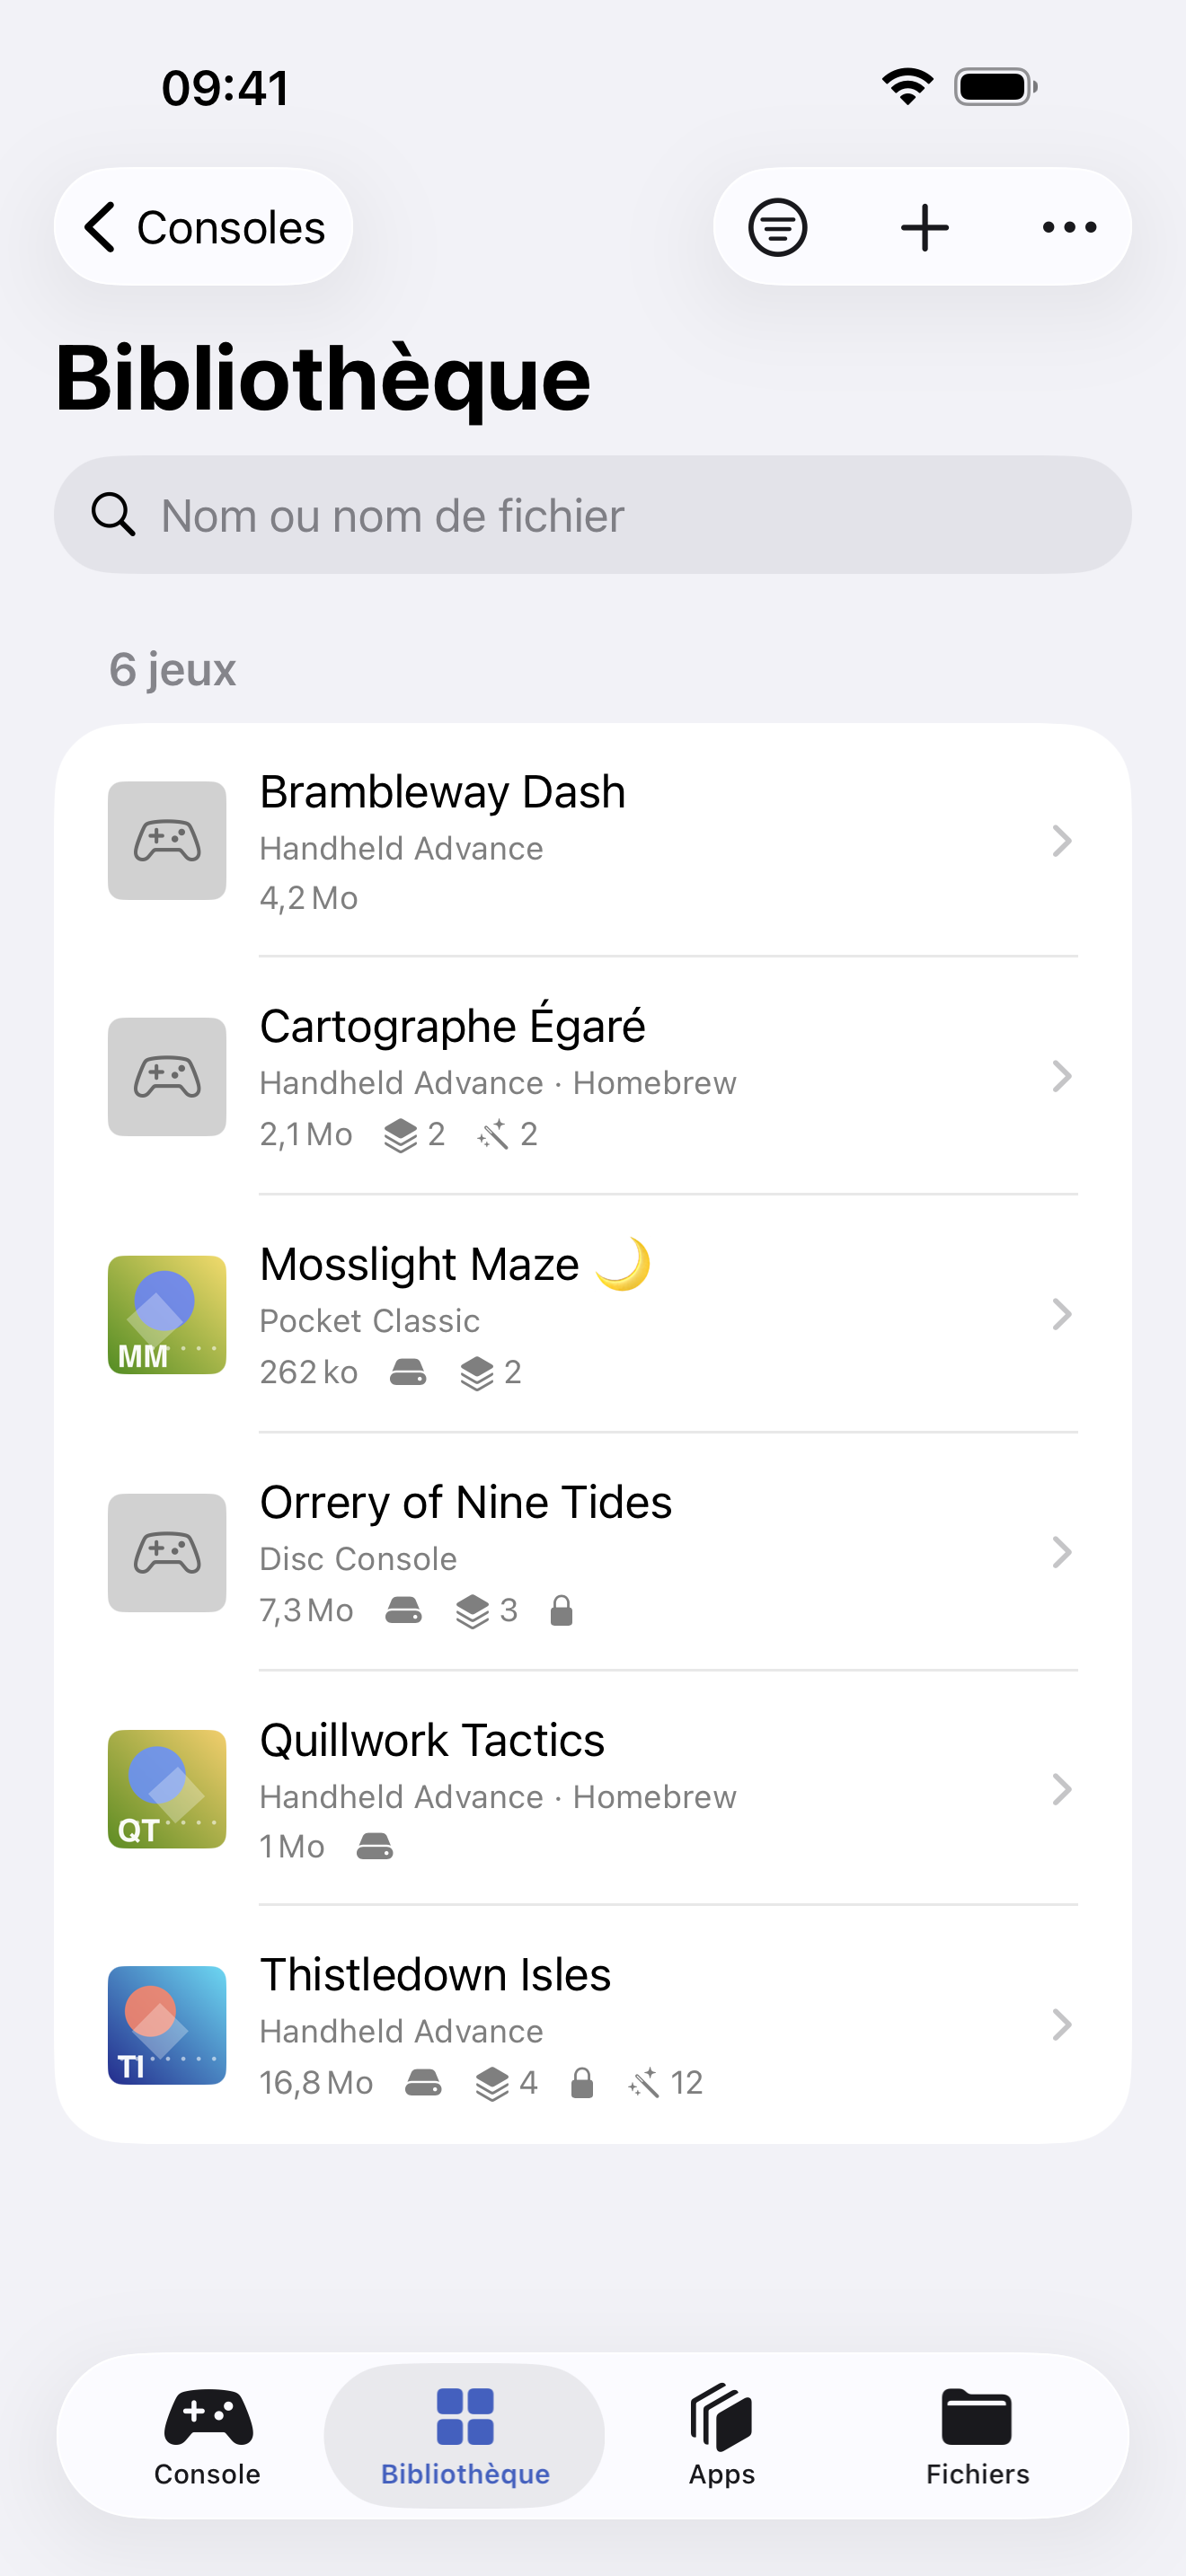 09:41
Consoles
Bibliothèque
Nom ou nom de fichier
6 jeux
Brambleway Dash
Handheld Advance
4,2 Mo
Cartographe Égaré
Handheld Advance · Homebrew
2,1 Mo 2 2
Mosslight Maze 🌙
Pocket Classic
262 ko 2
MM
Orrery of Nine Tides
Disc Console
7,3 Mo 3
Quillwork Tactics
Handheld Advance · Homebrew
1 Mo
QT
Thistledown Isles
Handheld Advance
16,8 Mo 4 12
TI
Console
Bibliothèque
Apps
Fichiers